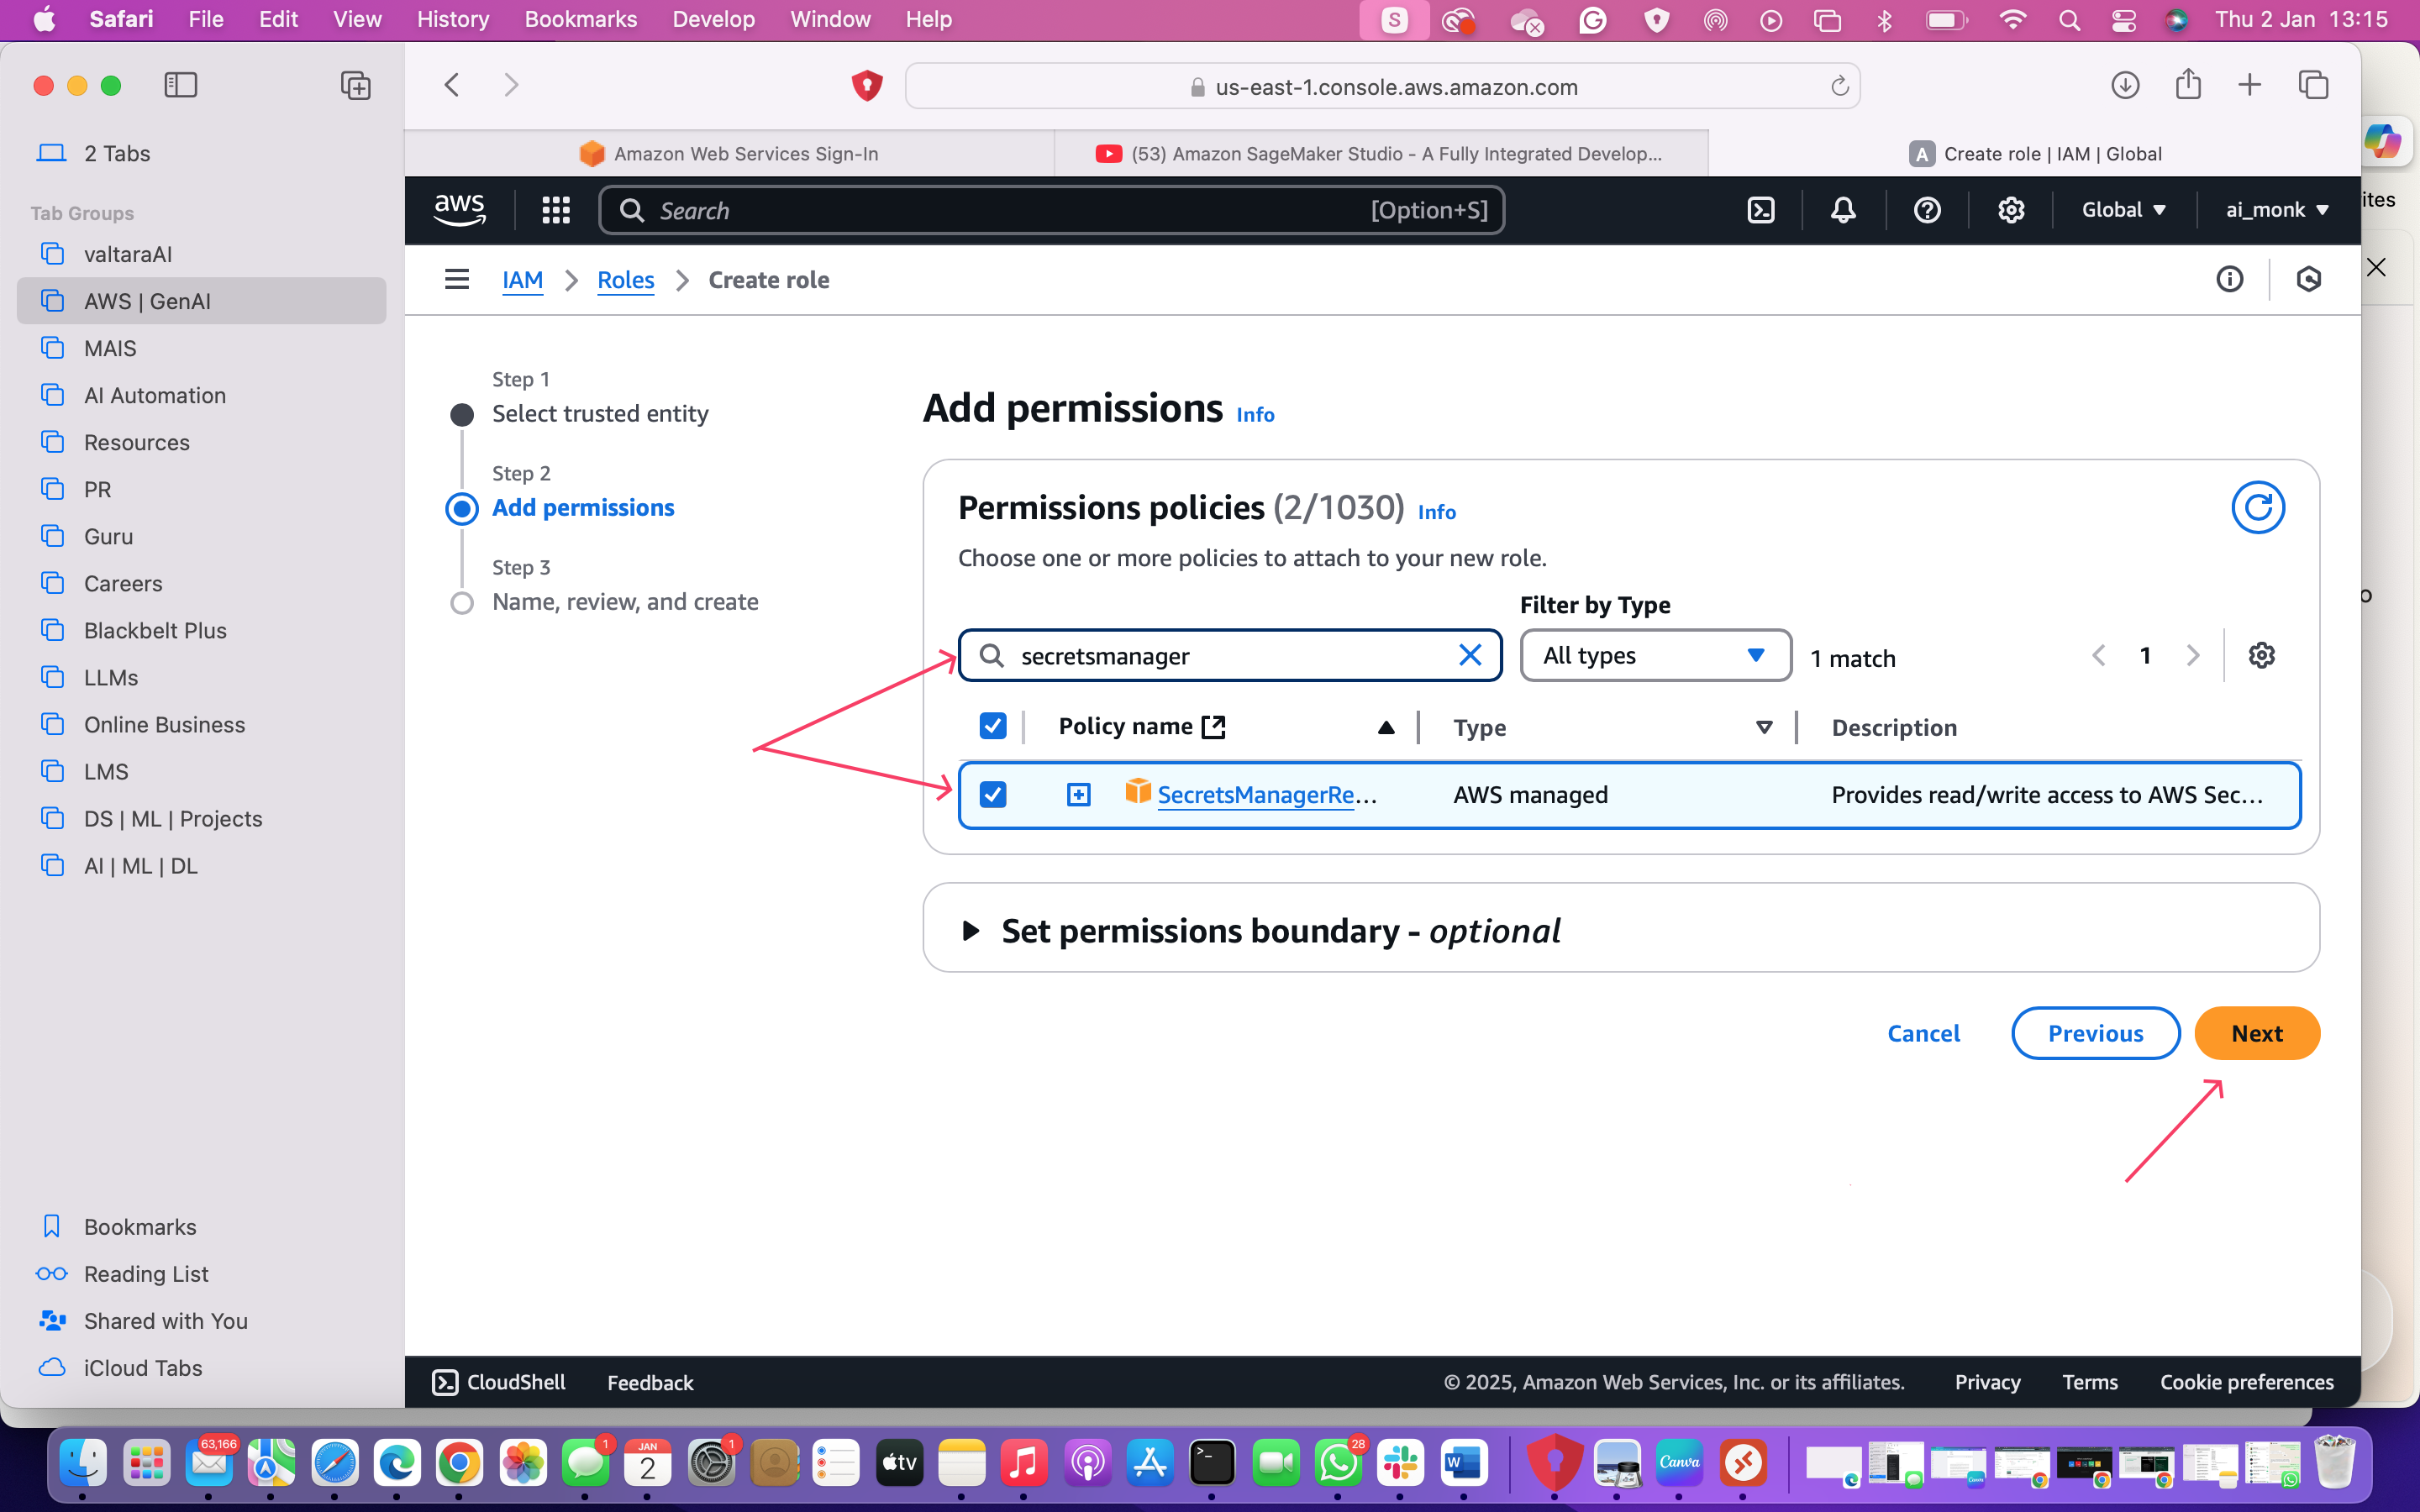 Safari File Edit View History Bookmarks Develop Window Help S Thu 2 Jan 13:15
us-east-1.console.aws.amazon.com
2 Tabs
Tab Groups
valtaraAI
AWS | GenAI
MAIS
AI Automation
Resources
PR
Guru
Careers
Blackbelt Plus
LLMs
Online Business
LMS
DS | ML | Projects
AI | ML | DL
Bookmarks
Reading List
Shared with You
iCloud Tabs
Amazon Web Services Sign-In
(53) Amazon SageMaker Studio - A Fully Integrated Develop...
A Create role | IAM | Global
aws Search [Option+S] Global ai_monk
ites
IAM Roles Create role
Step 1
Select trusted entity
Step 2
Add permissions
Step 3
Name, review, and create
Add permissions Info
Permissions policies (2/1030) Info
Choose one or more policies to attach to your new role.
Filter by Type
secretsmanager All types 1 match 1
Policy name Type Description
SecretsManagerRe... AWS managed Provides read/write access to AWS Sec...
Set permissions boundary - optional
Cancel Previous Next
CloudShell Feedback © 2025, Amazon Web Services, Inc. or its affiliates. Privacy Terms Cookie preferences
63,166 1 JAN 2 1 tv 28 W Canva